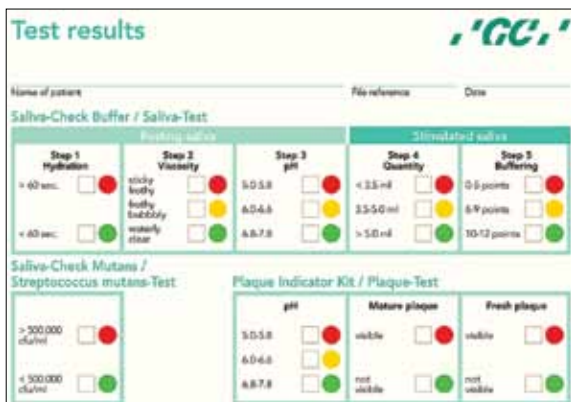 Test results
GC
Name of patient File reference Date
Saliva-Check Buffer / Saliva-Test
Resting saliva Stimulated saliva
Step 1 Step 2 Step 3 Step 4 Step 5
Hydration Viscosity pH Quantity Buffering
> 60 sec. sticky frothy 5.0-5.8 < 3.5 ml 0-5 points
frothy bubbly 6.0-6.6 3.5-5.0 ml 6-9 points
< 60 sec. waterly clear 6.8-7.8 > 5.0 ml 10-12 points
Saliva-Check Mutans /
Streptococcus mutans-Test
Plaque Indicator Kit / Plaque-Test
pH Mature plaque Fresh plaque
> 500.000 cfu/ml 5.0-5.8 visible visible
6.0-6.6
< 500.000 cfu/ml 6.8-7.8 not visible not visible